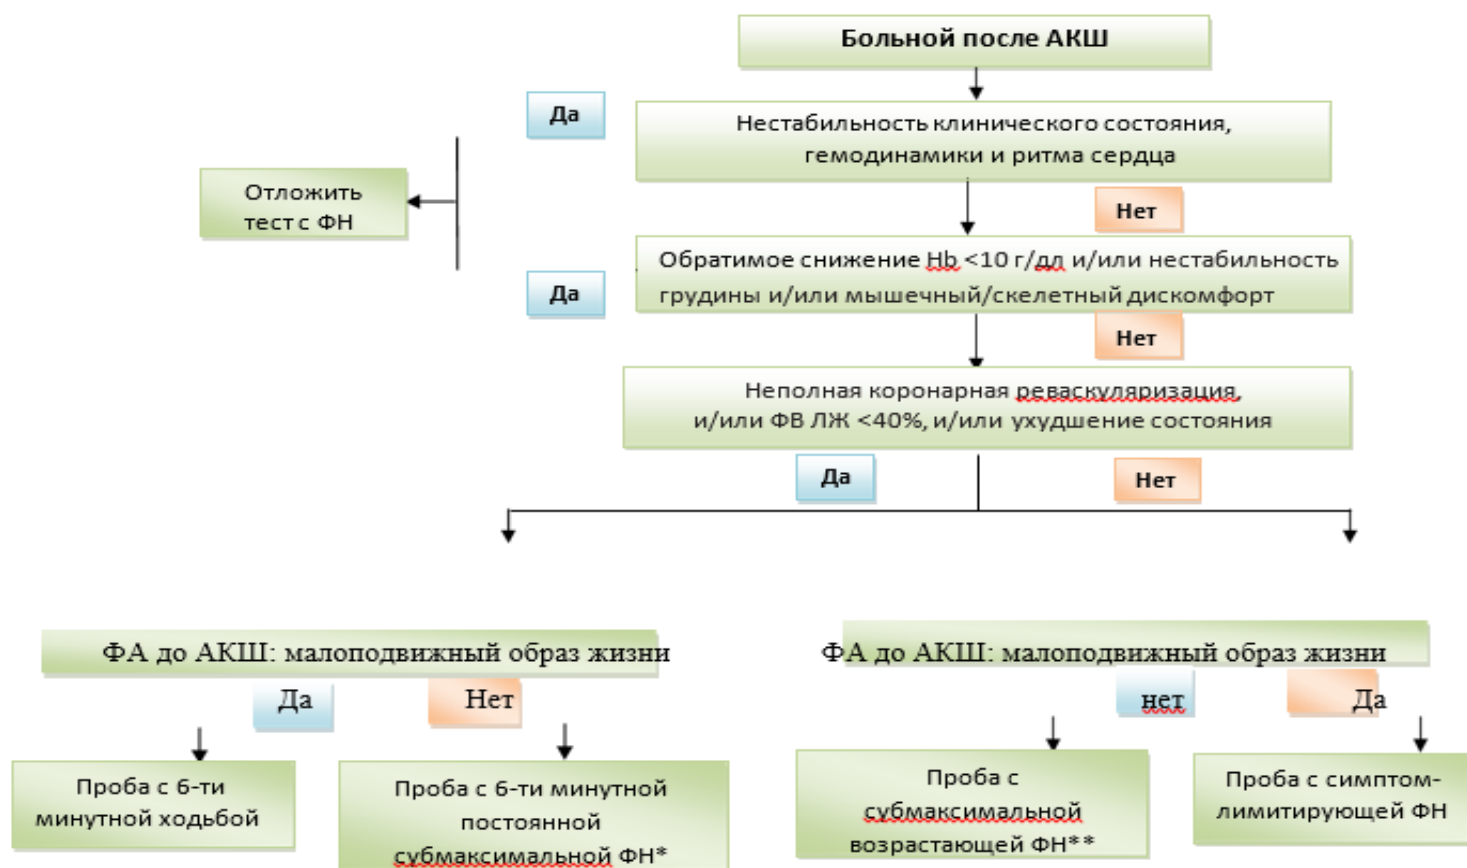 Больной после АКШ
Да
Нестабильность клинического состояния,
гемодинамики и ритма сердца
Отложить
тест с ФН
Нет
Обратимое снижение Hb <10 г/дл и/или нестабильность
грудины и/или мышечный/скелетный дискомфорт
Да
Нет
Неполная коронарная реваскуляризация,
и/или ФВ ЛЖ <40%, и/или ухудшение состояния
Да
Нет
ФА до АКШ: малоподвижный образ жизни
Да
Нет
ФА до АКШ: малоподвижный образ жизни
нет
Да
Проба с 6-ти
минутной ходьбой
Проба с 6-ти минутной
постоянной
субмаксимальной ФН*
Проба с
субмаксимальной
возрастающей ФН**
Проба с симптом-
лимитирующей ФН